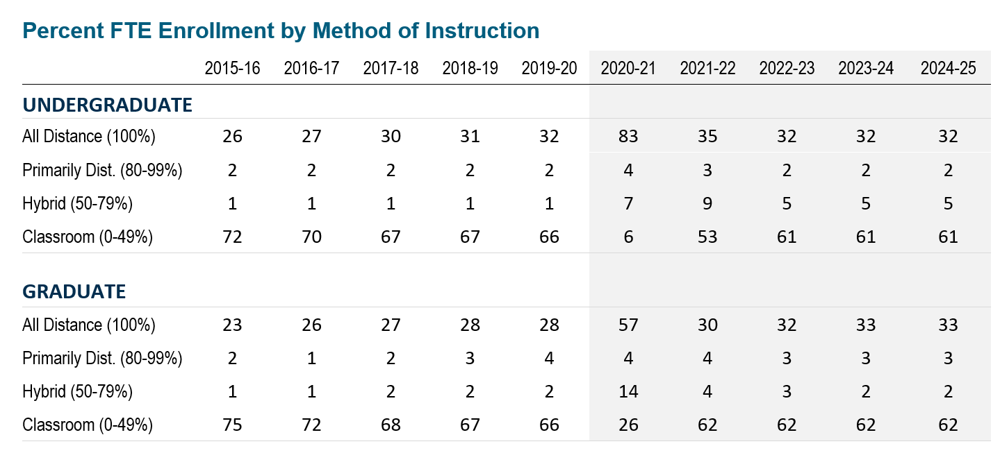 Percent FTE Enrollment by Method of Instruction
2015-16 2016-17 2017-18 2018-19 2019-20 2020-21 2021-22 2022-23 2023-24 2024-25
UNDERGRADUATE
All Distance (100%) 26 27 30 31 32 83 35 32 32 32
Primarily Dist. (80-99%) 2 2 2 2 2 4 3 2 2 2
Hybrid (50-79%) 1 1 1 1 1 7 9 5 5 5
Classroom (0-49%) 72 70 67 67 66 6 53 61 61 61
GRADUATE
All Distance (100%) 23 26 27 28 28 57 30 32 33 33
Primarily Dist. (80-99%) 2 1 2 3 4 4 4 3 3 3
Hybrid (50-79%) 1 1 2 2 2 14 4 3 2 2
Classroom (0-49%) 75 72 68 67 66 26 62 62 62 62